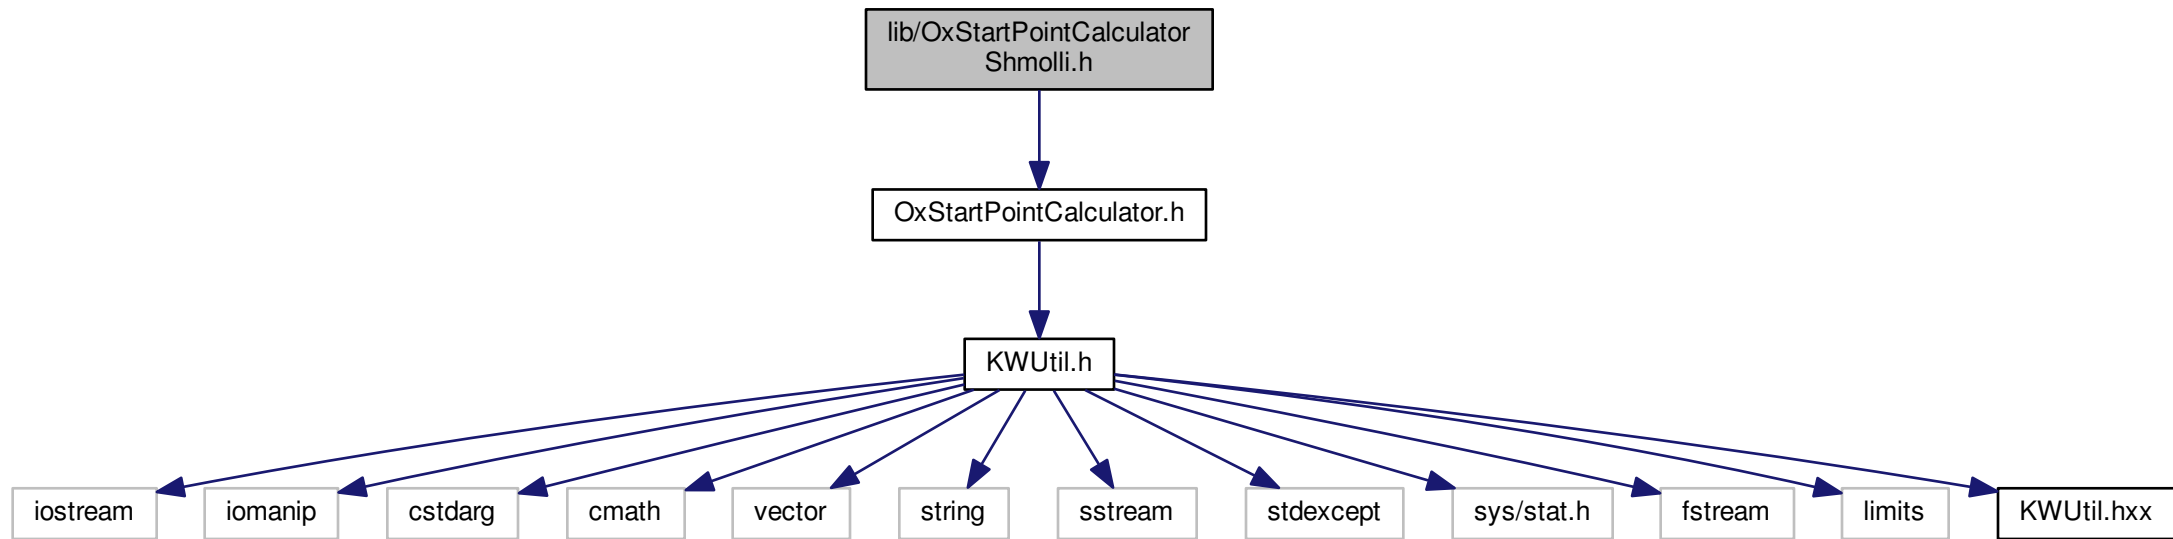 lib/OxStartPointCalculator
Shmolli.h
OxStartPointCalculator.h
KWUtil.h
iostream
iomanip
cstdarg
cmath
vector
string
sstream
stdexcept
sys/stat.h
fstream
limits
KWUtil.hxx